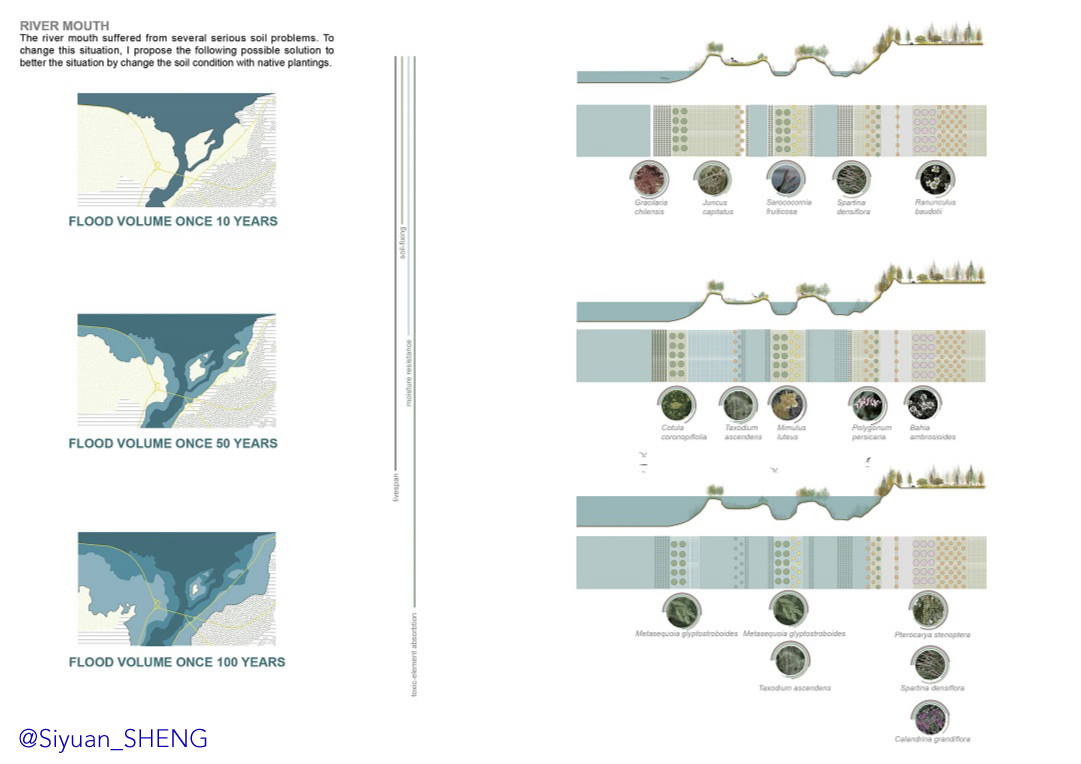 RIVER MOUTH
The river mouth suffered from several serious soil problems. To
change this situation, I propose the following possible solution to
better the situation by change the soil condition with native plantings.
FLOOD VOLUME ONCE 10 YEARS
FLOOD VOLUME ONCE 50 YEARS
FLOOD VOLUME ONCE 100 YEARS
soil-fixing
moisture resistance
livespan
toxic-element absorbtion
Gracilaria
chilensis
Juncus
capitatus
Sarococornia
fruiticosa
Spartina
densiflora
Ranunculus
baudotii
Cotula
coronopifolia
Taxodium
ascendens
Mimulus
luteus
Polygonum
persicaria
Bahia
ambrosioides
Metasequoia glyptostroboides
Metasequoia glyptostroboides
Pterocarya stenoptera
Taxodium ascendens
Spartina densiflora
Calandrina grandiflora
@Siyuan_SHENG